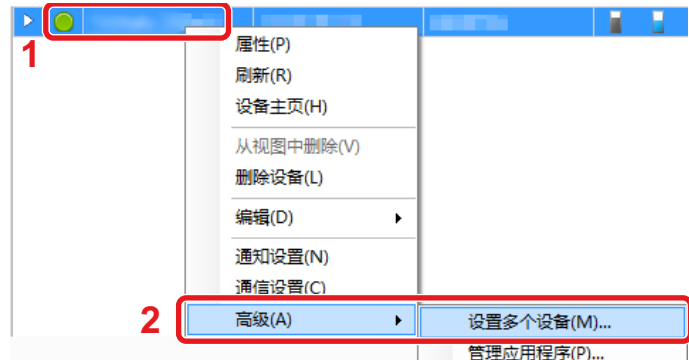 1
属性(P)
刷新(R)
设备主页(H)
从视图中删除(V)
删除设备(L)
编辑(D)
通知设置(N)
通信设置(C)
2
高级(A)
设置多个设备(M)...
管理应用程序(P)...